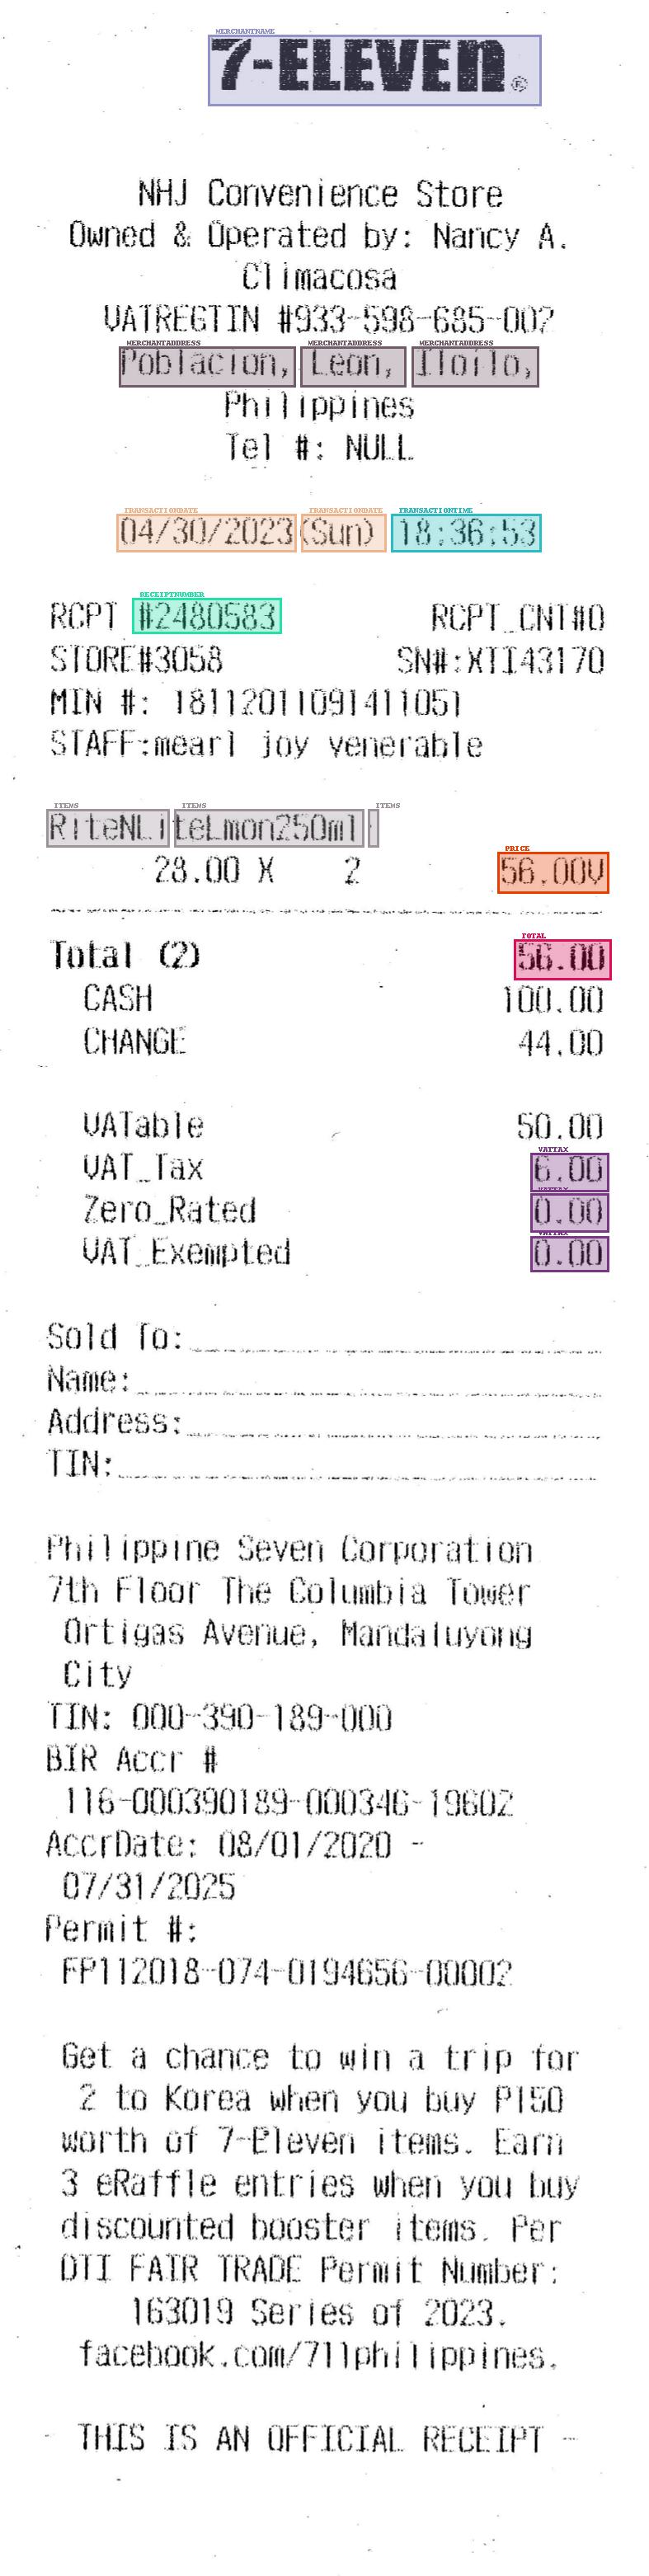 MERCHANTNAME
7-ELEVEN®
NHJ Convenience Store
Owned & Operated by: Nancy A.
Climacosa
VATREGTIN #933-598-685-007
MERCHANTADDRESS MERCHANTADDRESS MERCHANTADDRESS
Poblacion, Leon, Iloilo,
Philippines
Tel #: NULL
TRANSACTIONDATE TRANSACTIONDATE TRANSACTIONTIME
04/30/2023(Sun) 18:36:53
RECEIPTNUMBER
RCPT #2480583 RCPT_CNT#0
STORE#3058 SN#:XTI43170
MIN #: 18112011091411051
STAFF:mearl joy venerable
ITEMS ITEMS ITEMS
RiteNLiteLmon250ml
PRICE
28.00 X 2 56.00V
TOTAL
Total (2) 56.00
CASH 100.00
CHANGE 44.00
VATable 50.00
VATTAX
VAT_Tax 6.00
VATTAX
Zero_Rated 0.00
VATTAX
VAT_Exempted 0.00
Sold To:
Name:
Address:
TIN:
Philippine Seven Corporation
7th Floor The Columbia Tower
Ortigas Avenue, Mandaluyong
City
TIN: 000-390-189-000
BIR Accr #
116-000390189-000346-19602
AccrDate: 08/01/2020 -
07/31/2025
Permit #:
FP112018-074-0194656-00002
Get a chance to win a trip for
2 to Korea when you buy P150
worth of 7-Eleven items. Earn
3 eRaffle entries when you buy
discounted booster items. Per
DTI FAIR TRADE Permit Number:
163019 Series of 2023.
facebook.com/711philippines.
- THIS IS AN OFFICIAL RECEIPT -